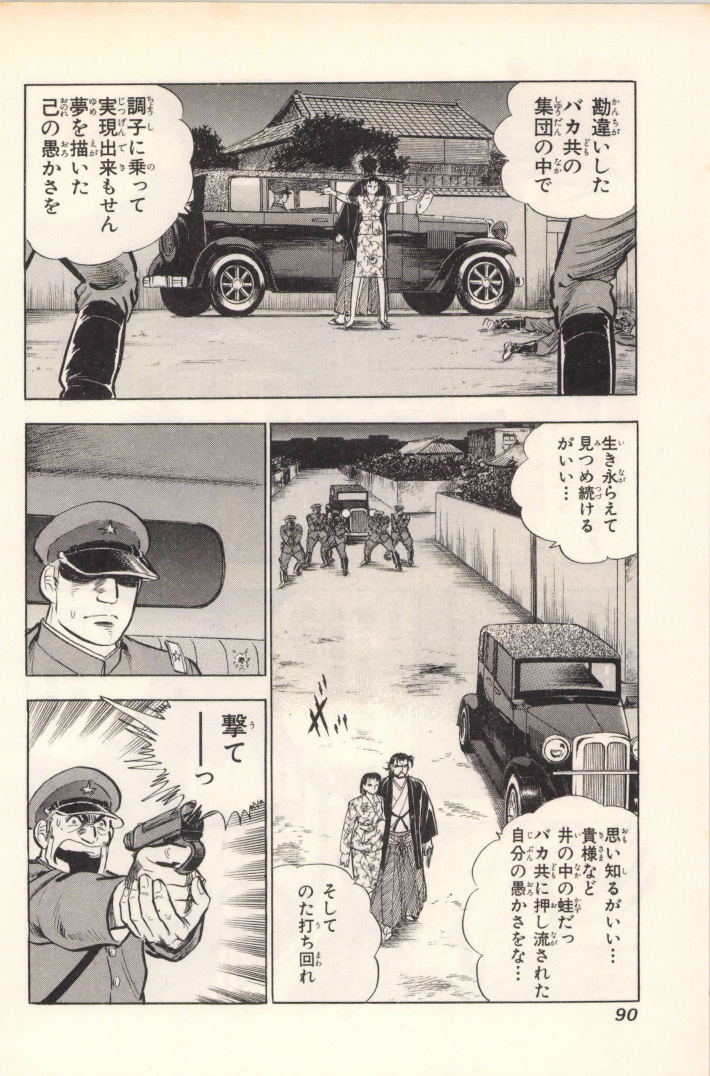 勘違いした
バカ共の
集団の中で
調子に乗って
実現出来もせん
夢を描いた
己の愚かさを
生き永らえて
見つめ続ける
がいい…
思い知るがいい…
貴様など
井の中の蛙だっ
バカ共に押し流された
自分の愚かさをな…
そして
のた打ち回れ
撃て
ーっ
90